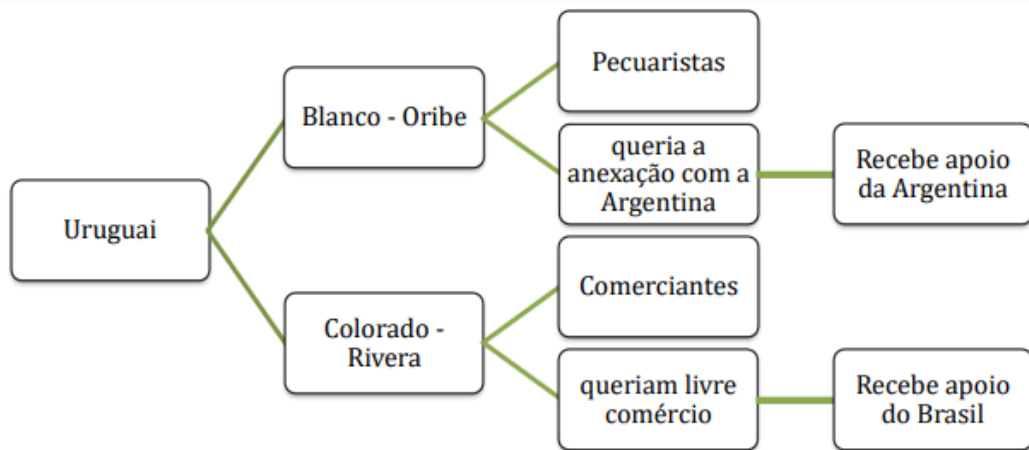 Uruguai
Blanco - Oribe
Pecuaristas
queria a
anexação com a
Argentina
Recebe apoio
da Argentina
Colorado -
Rivera
Comerciantes
queriam livre
comércio
Recebe apoio
do Brasil